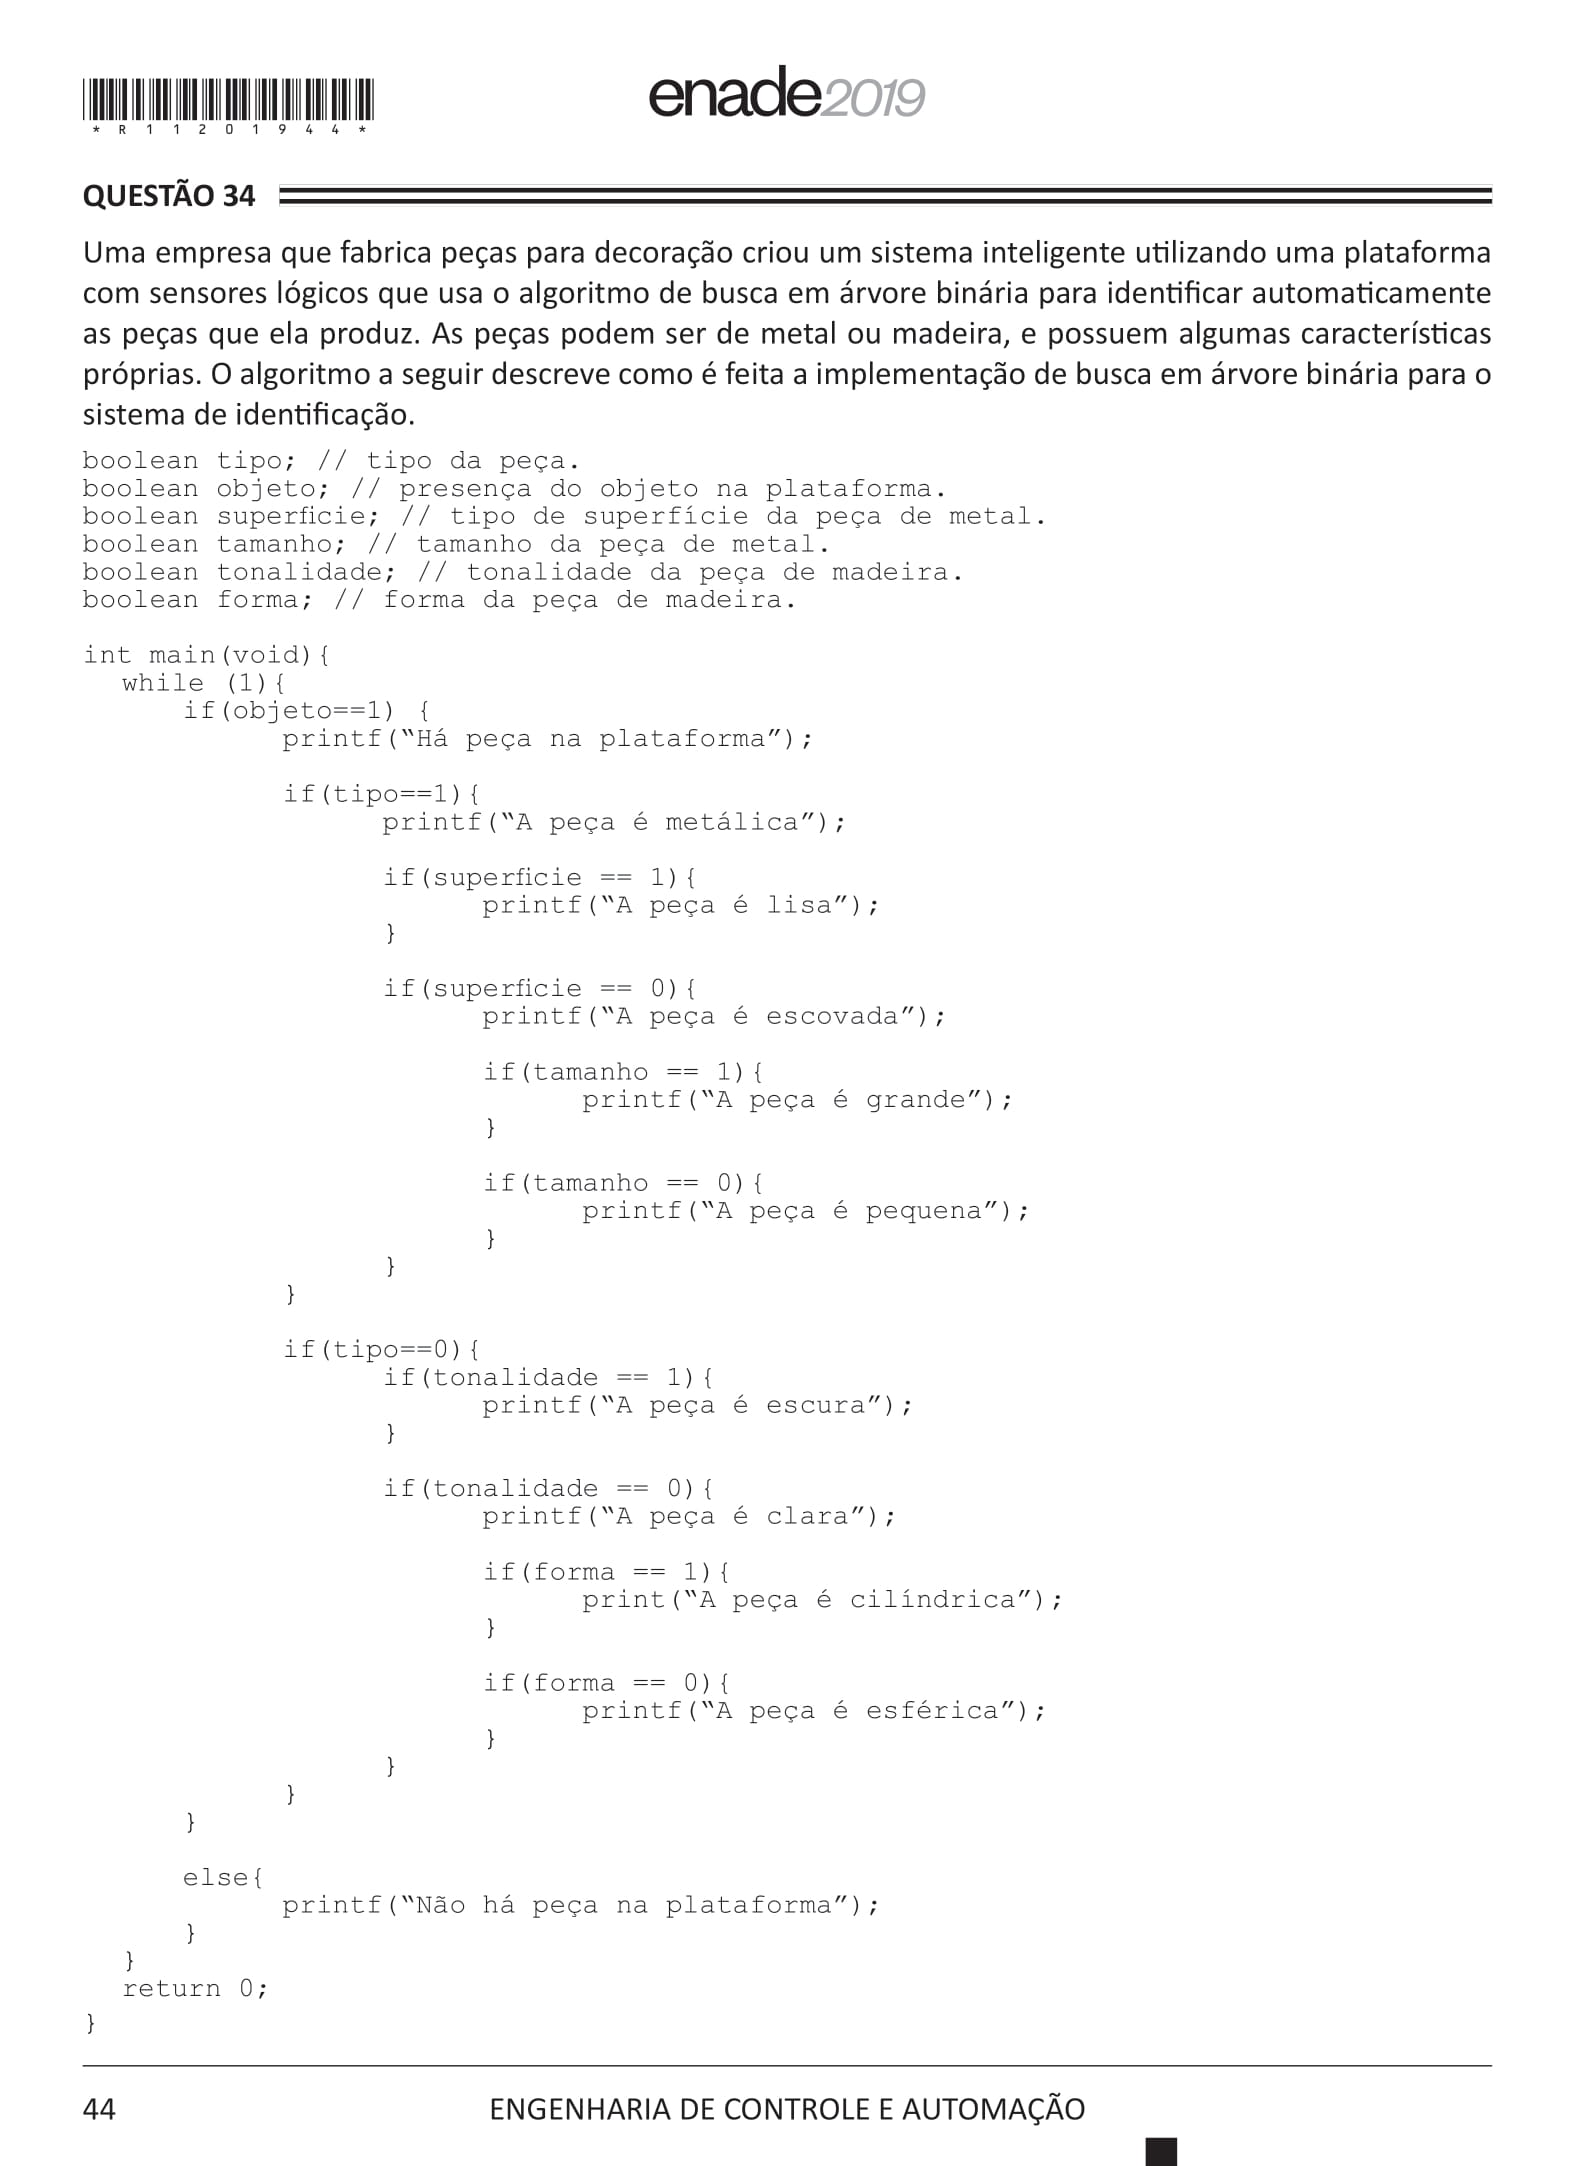 *R11201944*
enade2019
QUESTÃO 34
Uma empresa que fabrica peças para decoração criou um sistema inteligente utilizando uma plataforma
com sensores lógicos que usa o algoritmo de busca em árvore binária para identificar automaticamente
as peças que ela produz. As peças podem ser de metal ou madeira, e possuem algumas características
próprias. O algoritmo a seguir descreve como é feita a implementação de busca em árvore binária para o
sistema de identificação.
boolean tipo; // tipo da peça.
boolean objeto; // presença do objeto na plataforma.
boolean superficie; // tipo de superfície da peça de metal.
boolean tamanho; // tamanho da peça de metal.
boolean tonalidade; // tonalidade da peça de madeira.
boolean forma; // forma da peça de madeira.
int main(void){
while (1){
if(objeto==1) {
printf(“Há peça na plataforma”);
if(tipo==1){
printf(“A peça é metálica”);
if(superficie == 1){
printf(“A peça é lisa”);
}
if(superficie == 0){
printf(“A peça é escovada”);
if(tamanho == 1){
printf(“A peça é grande”);
}
if(tamanho == 0){
printf(“A peça é pequena”);
}
}
}
if(tipo==0){
if(tonalidade == 1){
printf(“A peça é escura”);
}
if(tonalidade == 0){
printf(“A peça é clara”);
if(forma == 1){
print(“A peça é cilíndrica”);
}
if(forma == 0){
printf(“A peça é esférica”);
}
}
}
}
else{
printf(“Não há peça na plataforma”);
}
}
return 0;
}
44
ENGENHARIA DE CONTROLE E AUTOMAÇÃO